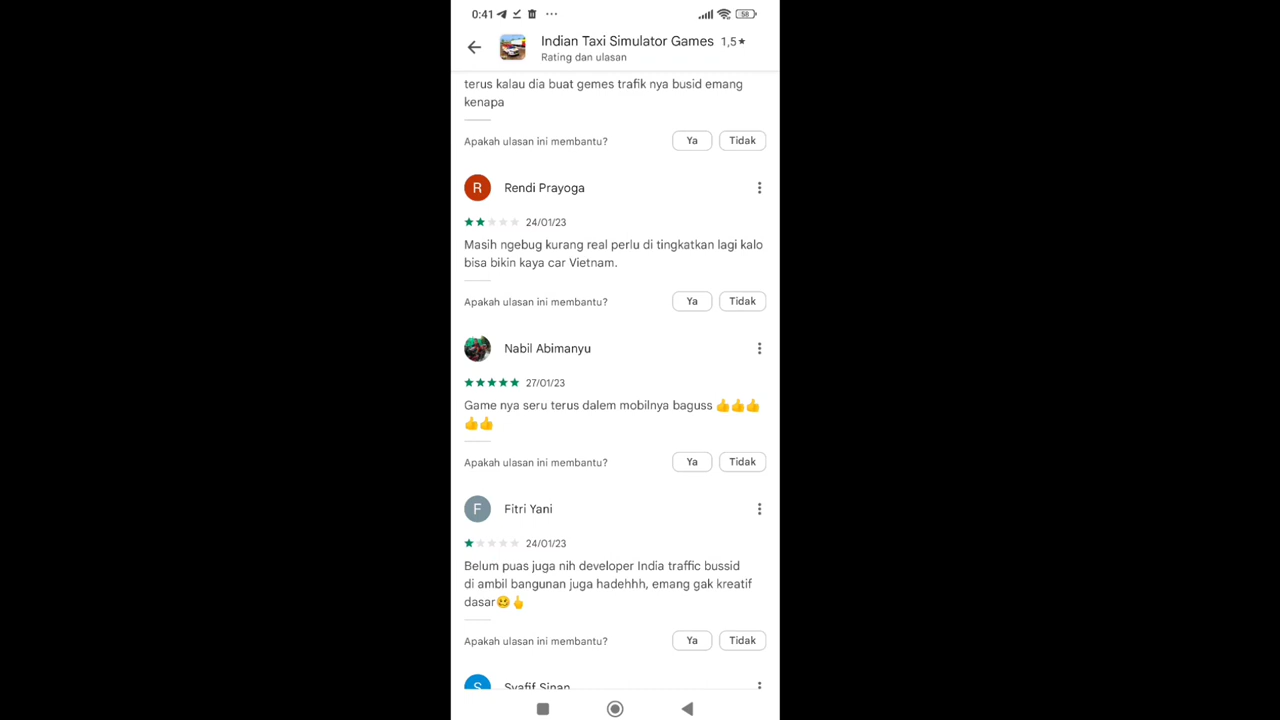 0:41 ...
58
Indian Taxi Simulator Games 1,5★
Rating dan ulasan
terus kalau dia buat gemes trafik nya busid emang
kenapa
Apakah ulasan ini membantu? Ya Tidak
R Rendi Prayoga
24/01/23
Masih ngebug kurang real perlu di tingkatkan lagi kalo
bisa bikin kaya car Vietnam.
Apakah ulasan ini membantu? Ya Tidak
Nabil Abimanyu
27/01/23
Game nya seru terus dalem mobilnya baguss 👍👍👍
👍👍
Apakah ulasan ini membantu? Ya Tidak
F Fitri Yani
24/01/23
Belum puas juga nih developer India traffic bussid
di ambil bangunan juga hadehhh, emang gak kreatif
dasar🥴🖕
Apakah ulasan ini membantu? Ya Tidak
S Syafif Sinan